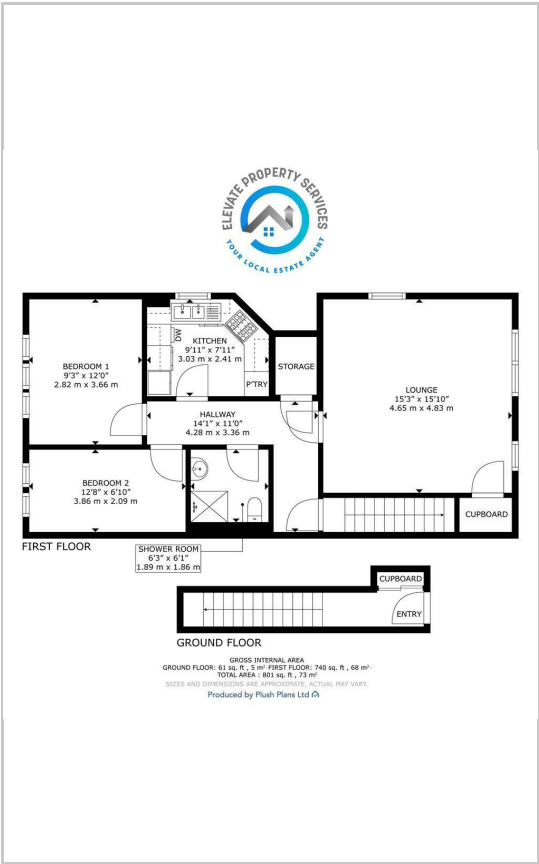 ELEVATE PROPERTY SERVICES
YOUR LOCAL ESTATE AGENT
BEDROOM 1
9'3" x 12'0"
2.82 m x 3.66 m
DW
KITCHEN
9'11" x 7'11"
3.03 m x 2.41 m
P'TRY
STORAGE
LOUNGE
15'3" x 15'10"
4.65 m x 4.83 m
HALLWAY
14'1" x 11'0"
4.28 m x 3.36 m
BEDROOM 2
12'8" x 6'10"
3.86 m x 2.09 m
CUPBOARD
FIRST FLOOR
SHOWER ROOM
6'3" x 6'1"
1.89 m x 1.86 m
CUPBOARD
ENTRY
GROUND FLOOR
GROSS INTERNAL AREA
GROUND FLOOR: 61 sq. ft , 5 m² FIRST FLOOR: 740 sq. ft , 68 m²
TOTAL AREA : 801 sq. ft , 73 m²
SIZES AND DIMENSIONS ARE APPROXIMATE, ACTUAL MAY VARY.
Produced by Plush Plans Ltd